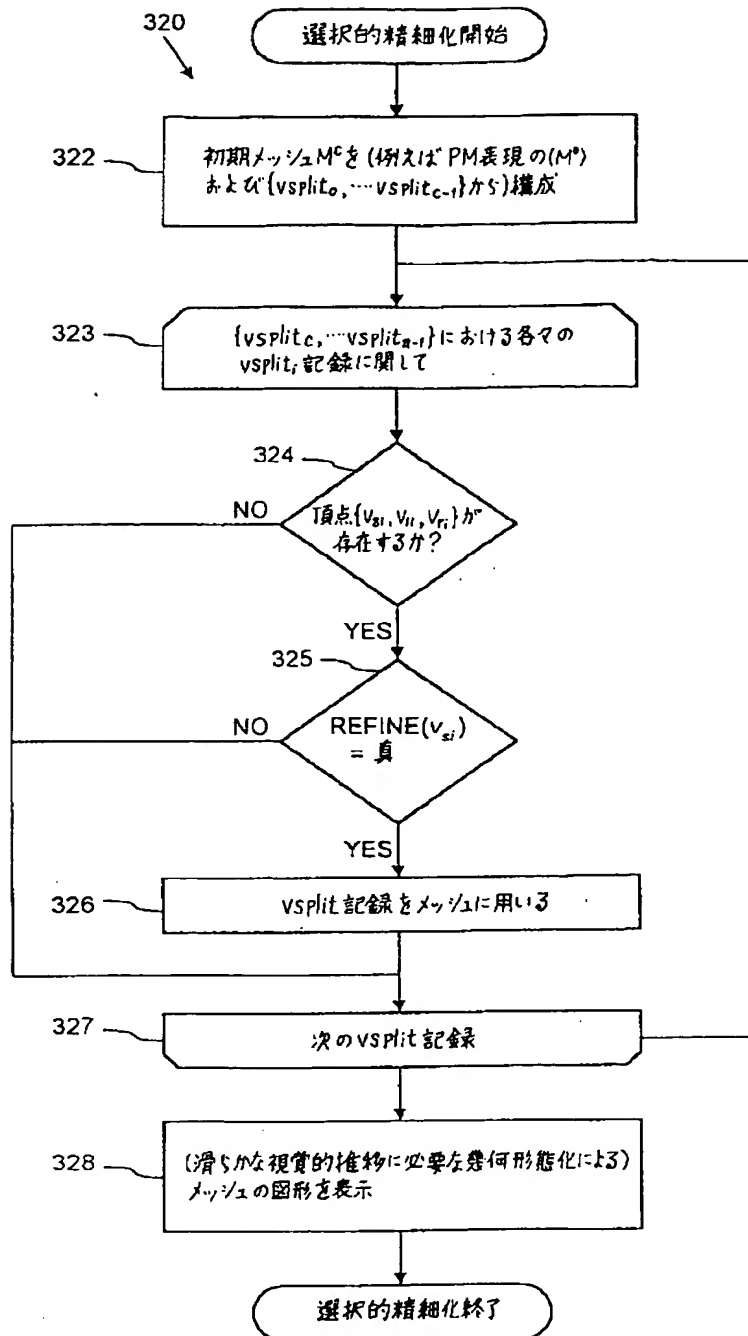 320
選択的精細化開始
322
初期メッシュMᶜを(例えばPM表現の(M⁰)
および{vsplit₀,…vsplit_c-1}から)構成
323
{vsplit_c,…vsplit_n-1}における各々の
vsplit_i記録に関して
324
NO
頂点{v_si,v_li,v_ri}が
存在するか?
YES
325
NO
REFINE(v_si)
=真
YES
326
vsplit記録をメッシュに用いる
327
次のvsplit記録
328
(滑らかな視覚的推移に必要な幾何形態化による)
メッシュの図形を表示
選択的精細化終了